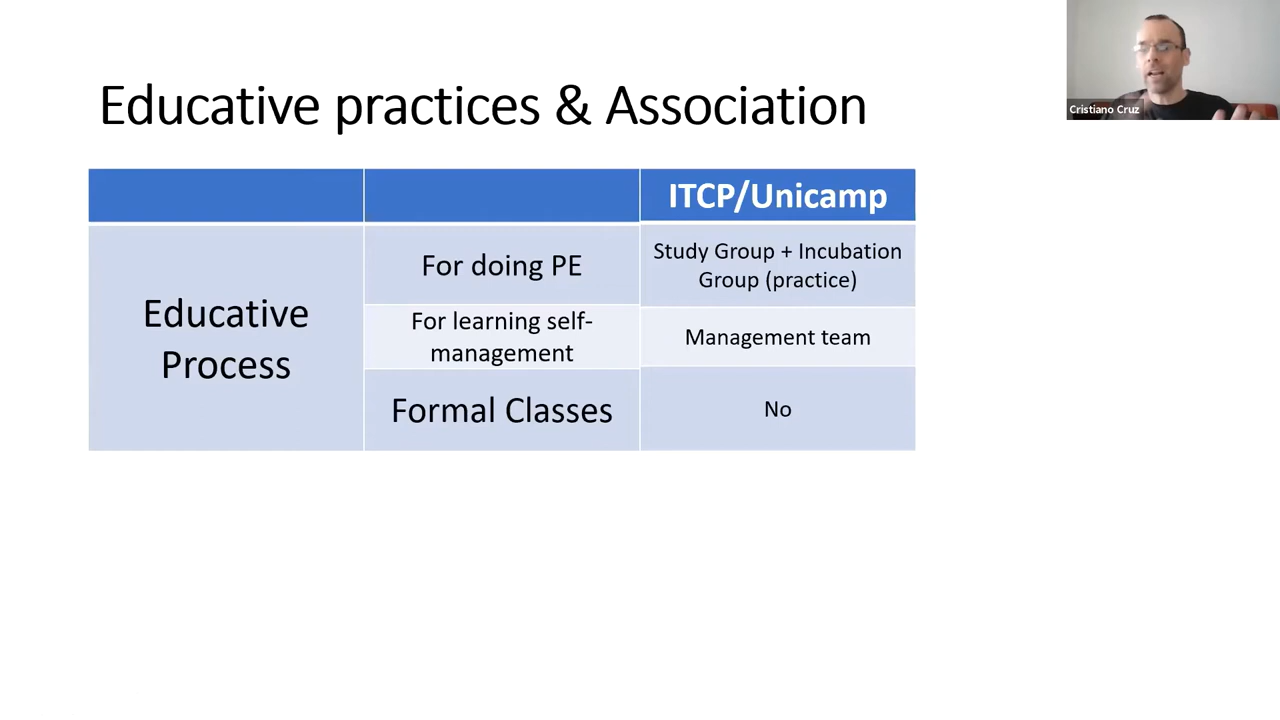 Cristiano Cruz
Educative practices & Association
ITCP/Unicamp
Educative
Process
For doing PE
Study Group + Incubation
Group (practice)
For learning self-
management
Management team
Formal Classes
No